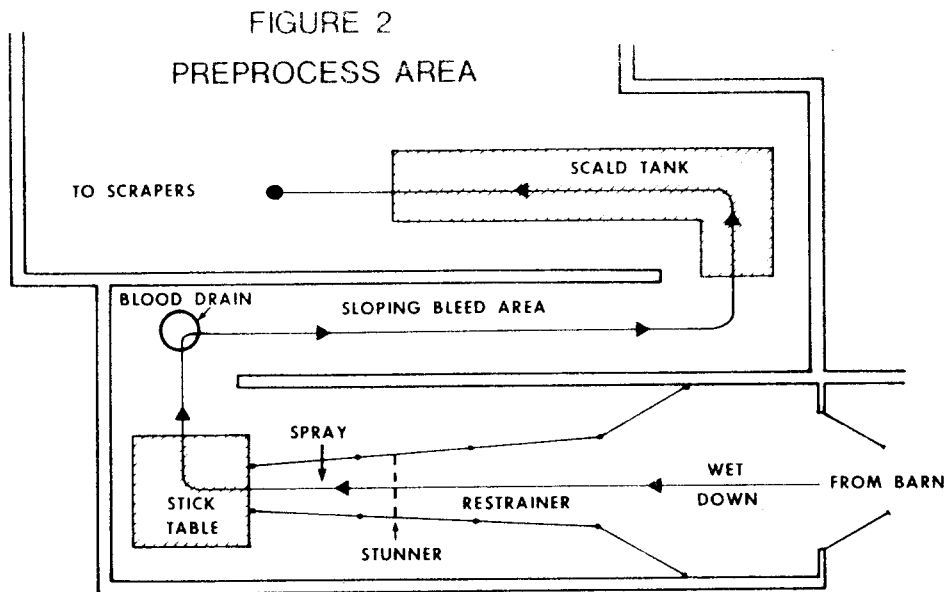 FIGURE 2
PREPROCESS AREA
SCALD TANK
TO SCRAPERS
BLOOD DRAIN
SLOPING BLEED AREA
SPRAY
WET
DOWN
FROM BARN
RESTRAINER
STICK
TABLE
STUNNER